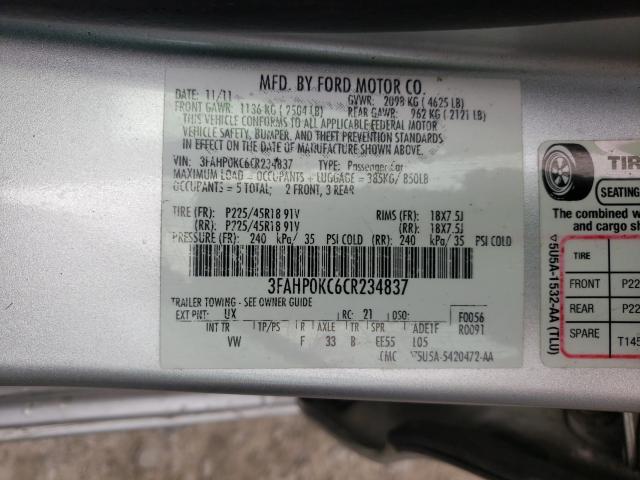 MFD. BY FORD MOTOR CO.
DATE: 11/11 GVWR: 2098 KG ( 4625 LB)
FRONT GAWR: 1136 KG ( 2504 LB) REAR GAWR: 962 KG ( 2121 LB)
THIS VEHICLE CONFORMS TO ALL APPLICABLE FEDERAL MOTOR
VEHICLE SAFETY, BUMPER, AND THEFT PREVENTION STANDARDS
IN EFFECT ON THE DATE OF MANUFACTURE SHOWN ABOVE.
VIN: 3FAHP0KC6CR234837 TYPE: Passenger Car
MAXIMUM LOAD = OCCUPANTS + LUGGAGE = 385KG/ 850LB
OCCUPANTS = 5 TOTAL; 2 FRONT, 3 REAR
TIRE (FR): P225/45R18 91V RIMS (FR): 18X7.5J
(RR): P225/45R18 91V (RR): 18X7.5J
PRESSURE (FR): 240 kPa/ 35 PSI COLD (RR): 240 kPa/ 35 PSI COLD
3FAHP0KC6CR234837
TRAILER TOWING - SEE OWNER GUIDE
EXT PNT: UX RC: 21 DSO: F0056
INT TR TP/PS R AXLE TR SPR ADE1F R0091
VW F 33 B EE55 L05
CMC 5U5A-5420472-AA
5U5A-1532-AA (TLU)
TIR
SEATING
The combined w
and cargo sh
TIRE
FRONT P22
REAR P22
SPARE T145